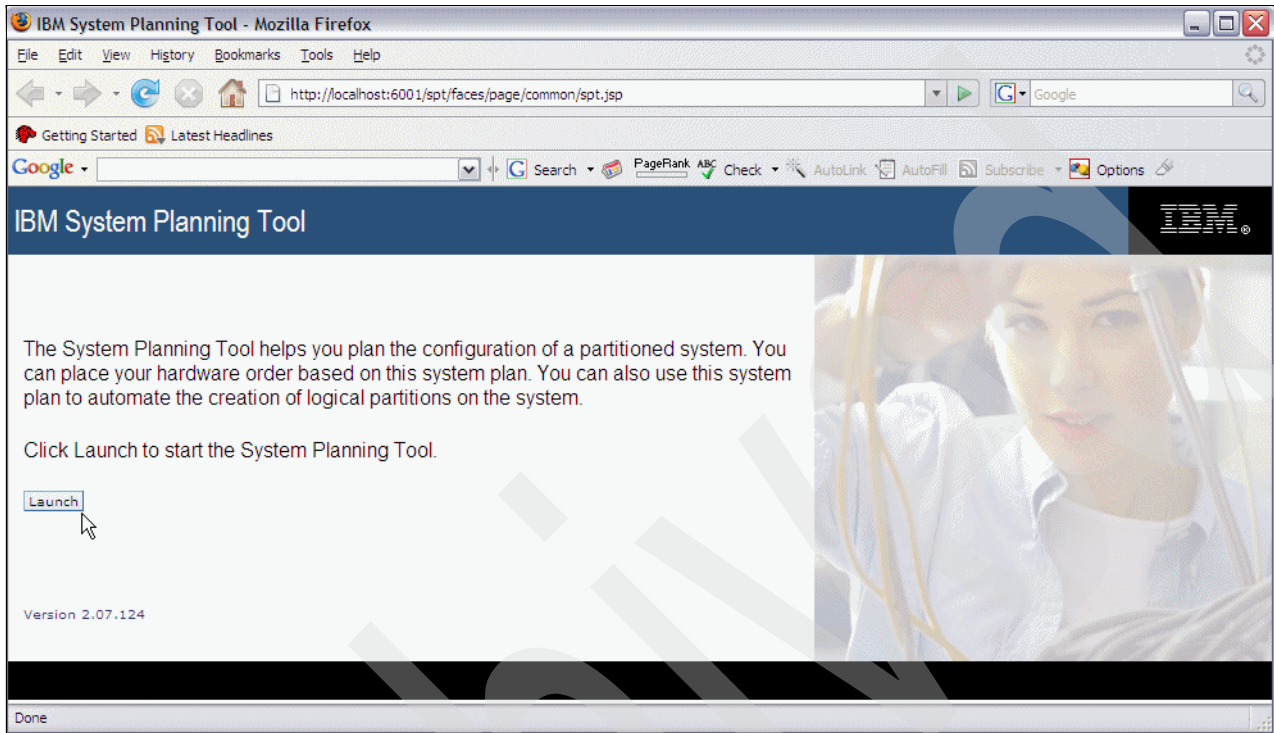 IBM System Planning Tool - Mozilla Firefox
File Edit View History Bookmarks Tools Help
http://localhost:6001/spt/faces/page/common/spt.jsp
G Google
Getting Started Latest Headlines
Google G Search PageRank ABC Check AutoLink AutoFill Subscribe Options
IBM System Planning Tool
IBM®
The System Planning Tool helps you plan the configuration of a partitioned system. You
can place your hardware order based on this system plan. You can also use this system
plan to automate the creation of logical partitions on the system.
Click Launch to start the System Planning Tool.
Launch
Version 2.07.124
Done